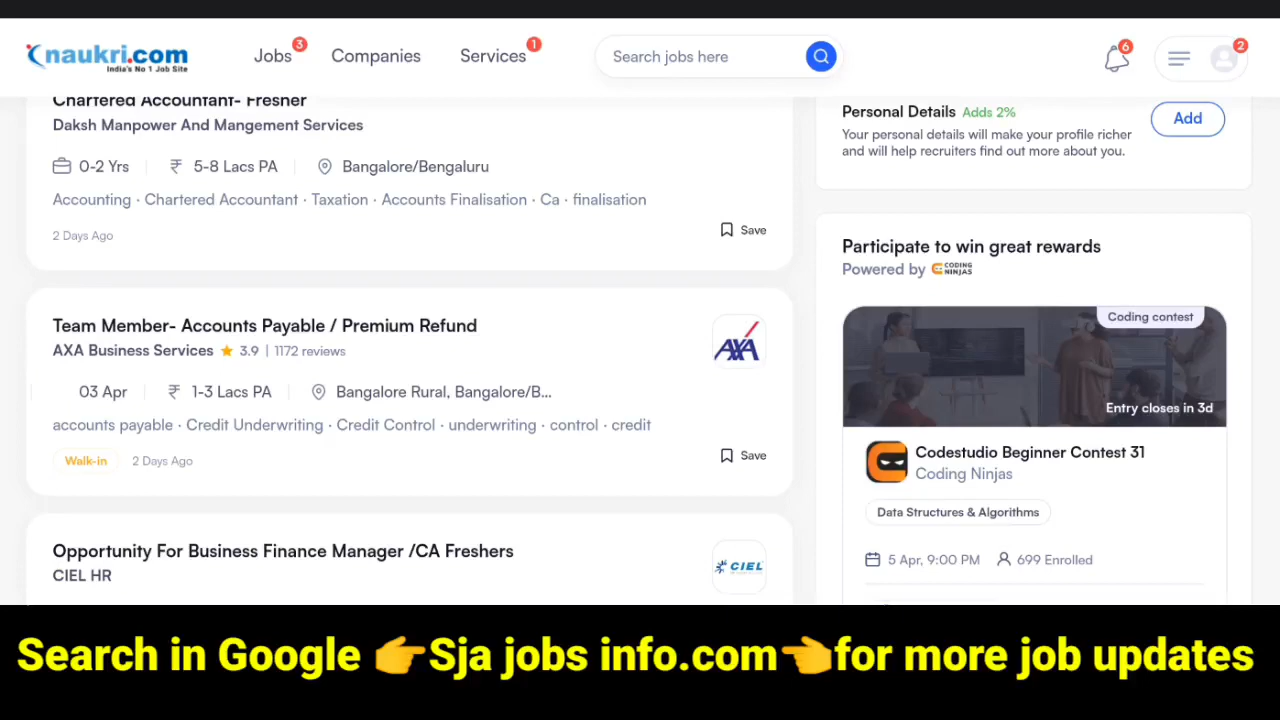 naukri.com
India's No 1 Job Site
Jobs 3
Companies
Services 1
Search jobs here
6
2
Chartered Accountant- Fresher
Daksh Manpower And Mangement Services
0-2 Yrs
₹ 5-8 Lacs PA
Bangalore/Bengaluru
Accounting · Chartered Accountant · Taxation · Accounts Finalisation · Ca · finalisation
2 Days Ago
Save
Team Member- Accounts Payable / Premium Refund
AXA Business Services ★ 3.9 | 1172 reviews
AXA
03 Apr
₹ 1-3 Lacs PA
Bangalore Rural, Bangalore/B...
accounts payable · Credit Underwriting · Credit Control · underwriting · control · credit
Walk-in
2 Days Ago
Save
Opportunity For Business Finance Manager /CA Freshers
CIEL HR
CIEL
Personal Details Adds 2%
Your personal details will make your profile richer
and will help recruiters find out more about you.
Add
Participate to win great rewards
Powered by CODING NINJAS
Coding contest
Entry closes in 3d
Codestudio Beginner Contest 31
Coding Ninjas
Data Structures & Algorithms
5 Apr, 9:00 PM
699 Enrolled
Search in Google 👉Sja jobs info.com👈for more job updates